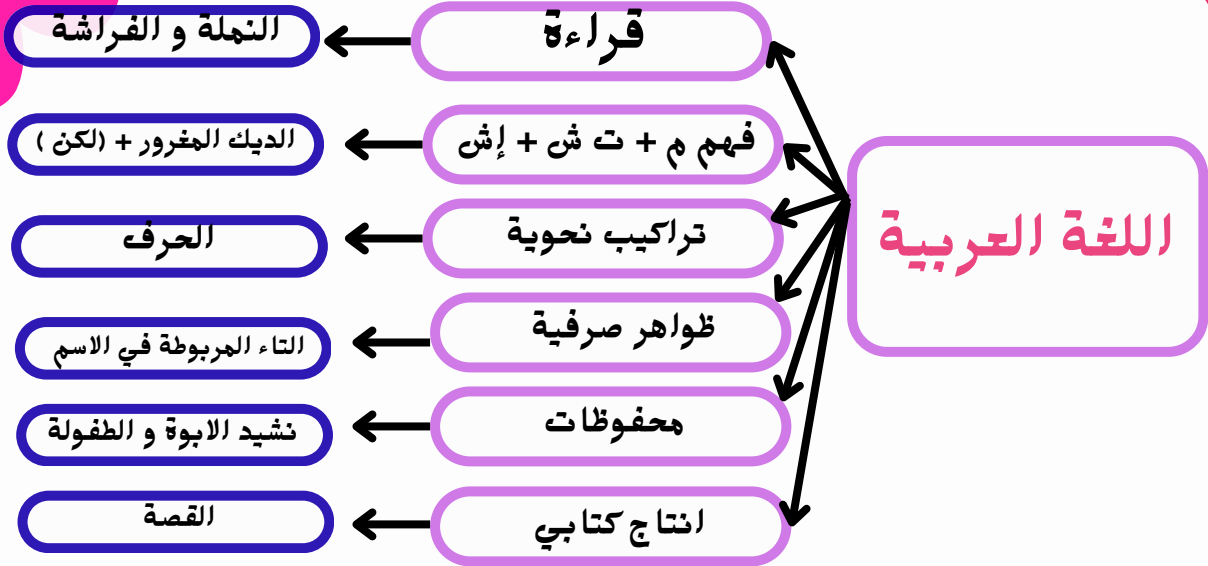 اللغة العربية
قراءة
النملة و الفراشة
فهم م + ت ش + إش
الديك المغرور + (لكن )
تراكيب نحوية
الحرف
ظواهر صرفية
التاء المربوطة في الاسم
محفوظات
نشيد الابوة و الطفولة
انتاج كتابي
القصة